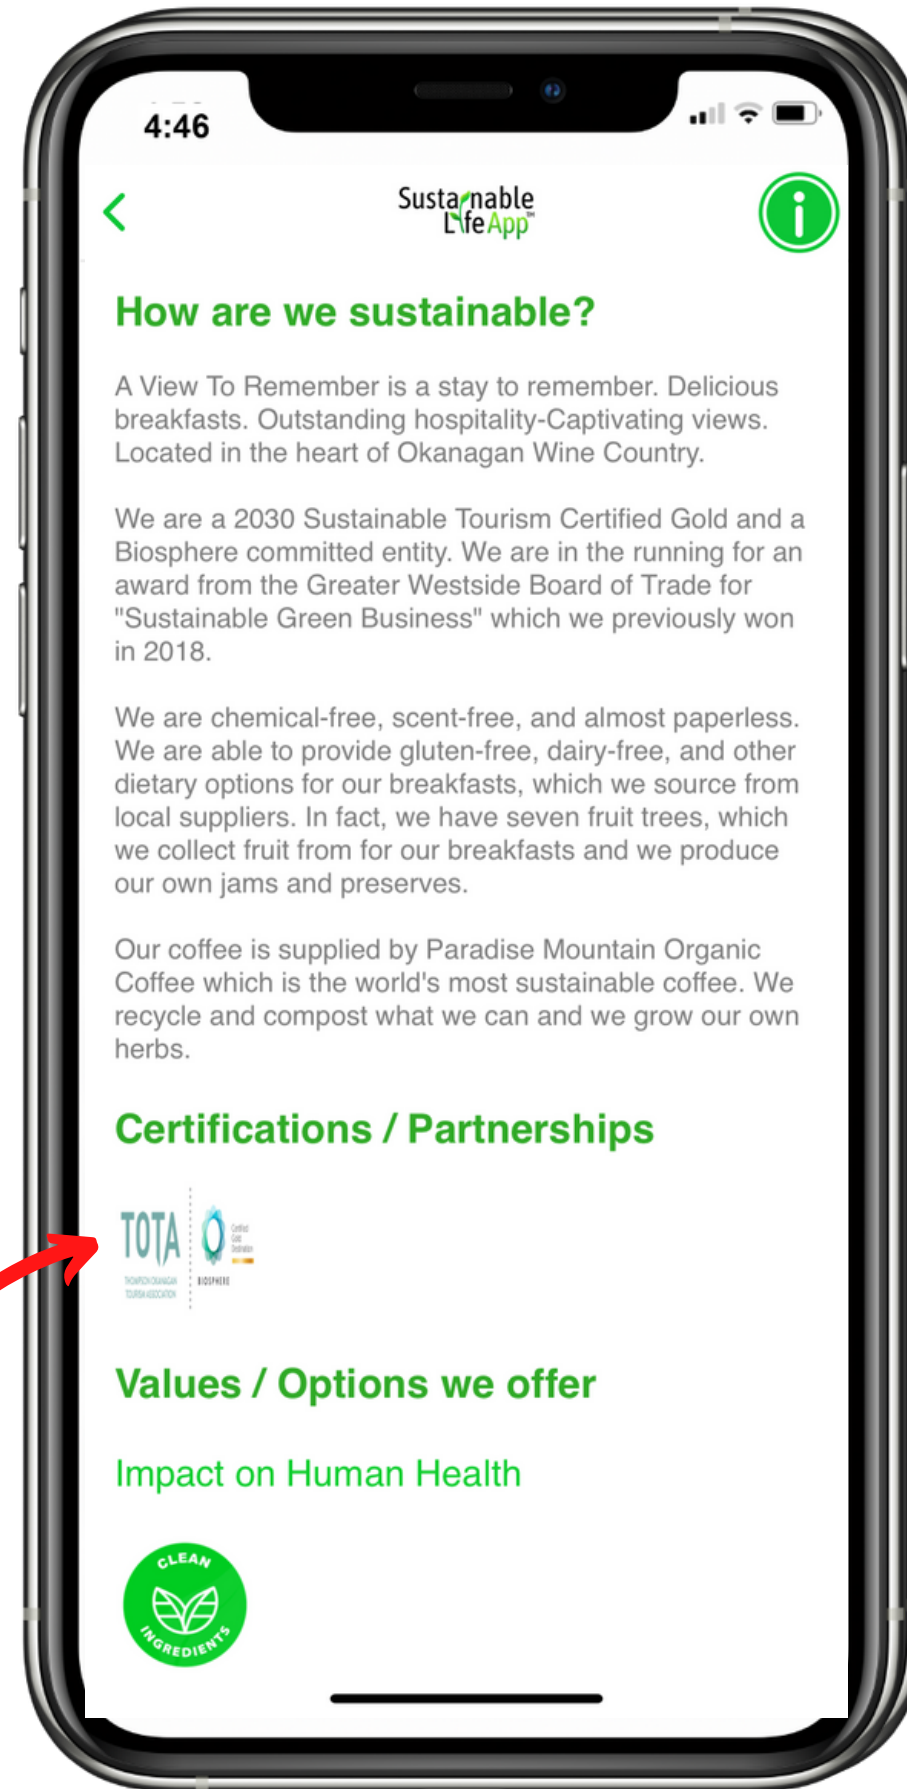 4:46
Sustainable
Life App™
How are we sustainable?
A View To Remember is a stay to remember. Delicious
breakfasts. Outstanding hospitality-Captivating views.
Located in the heart of Okanagan Wine Country.
We are a 2030 Sustainable Tourism Certified Gold and a
Biosphere committed entity. We are in the running for an
award from the Greater Westside Board of Trade for
"Sustainable Green Business" which we previously won
in 2018.
We are chemical-free, scent-free, and almost paperless.
We are able to provide gluten-free, dairy-free, and other
dietary options for our breakfasts, which we source from
local suppliers. In fact, we have seven fruit trees, which
we collect fruit from for our breakfasts and we produce
our own jams and preserves.
Our coffee is supplied by Paradise Mountain Organic
Coffee which is the world's most sustainable coffee. We
recycle and compost what we can and we grow our own
herbs.
Certifications / Partnerships
TOTA
THOMPSON OKANAGAN
TOURISM ASSOCIATION
Certified
Gold
Destination
BIOSPHERE
Values / Options we offer
Impact on Human Health
CLEAN
INGREDIENTS